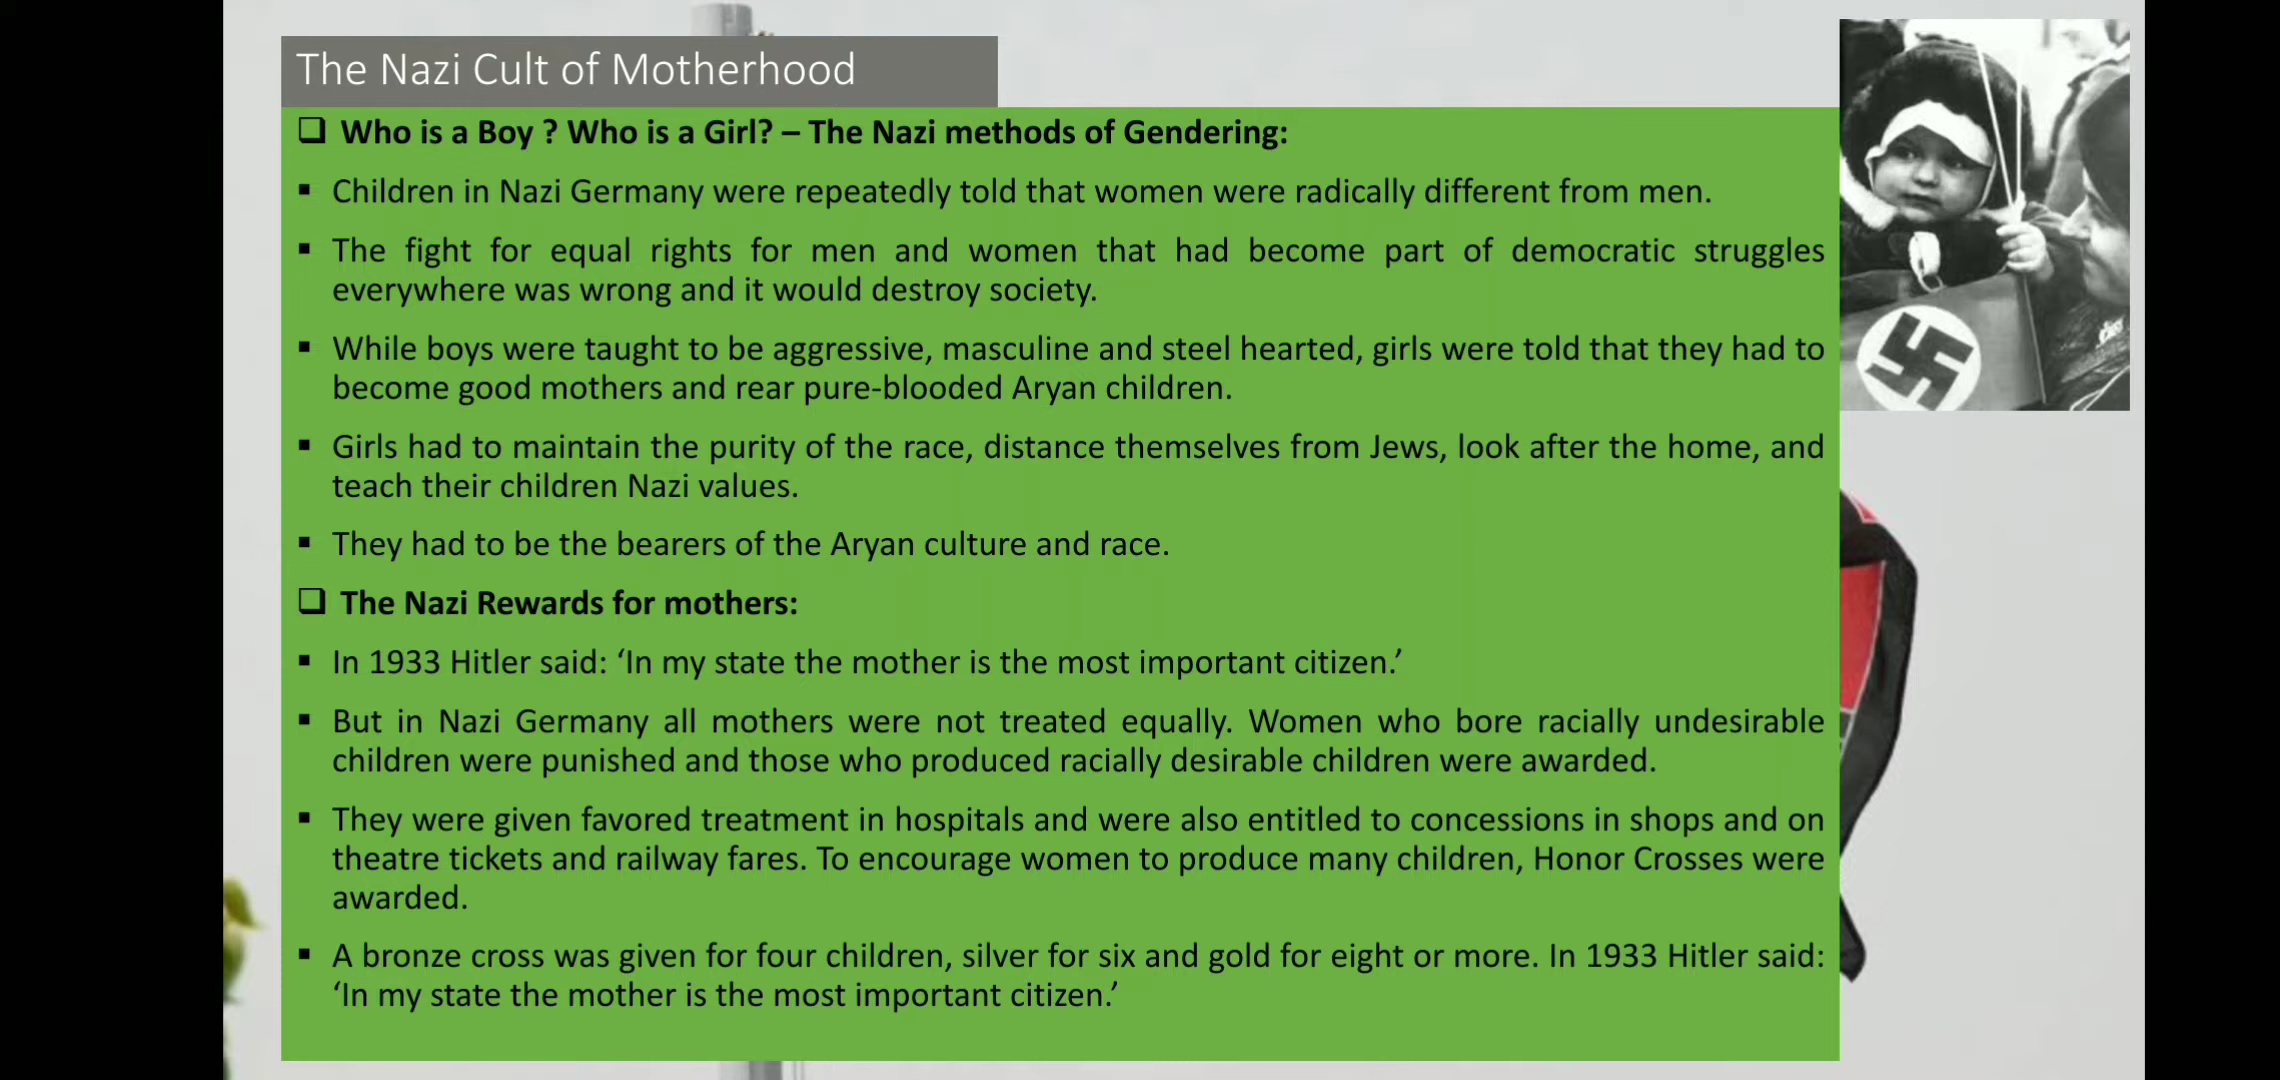 The Nazi Cult of Motherhood
❑ Who is a Boy ? Who is a Girl? – The Nazi methods of Gendering:
▪ Children in Nazi Germany were repeatedly told that women were radically different from men.
▪ The fight for equal rights for men and women that had become part of democratic struggles
everywhere was wrong and it would destroy society.
▪ While boys were taught to be aggressive, masculine and steel hearted, girls were told that they had to
become good mothers and rear pure-blooded Aryan children.
▪ Girls had to maintain the purity of the race, distance themselves from Jews, look after the home, and
teach their children Nazi values.
▪ They had to be the bearers of the Aryan culture and race.
❑ The Nazi Rewards for mothers:
▪ In 1933 Hitler said: ‘In my state the mother is the most important citizen.’
▪ But in Nazi Germany all mothers were not treated equally. Women who bore racially undesirable
children were punished and those who produced racially desirable children were awarded.
▪ They were given favored treatment in hospitals and were also entitled to concessions in shops and on
theatre tickets and railway fares. To encourage women to produce many children, Honor Crosses were
awarded.
▪ A bronze cross was given for four children, silver for six and gold for eight or more. In 1933 Hitler said:
‘In my state the mother is the most important citizen.’